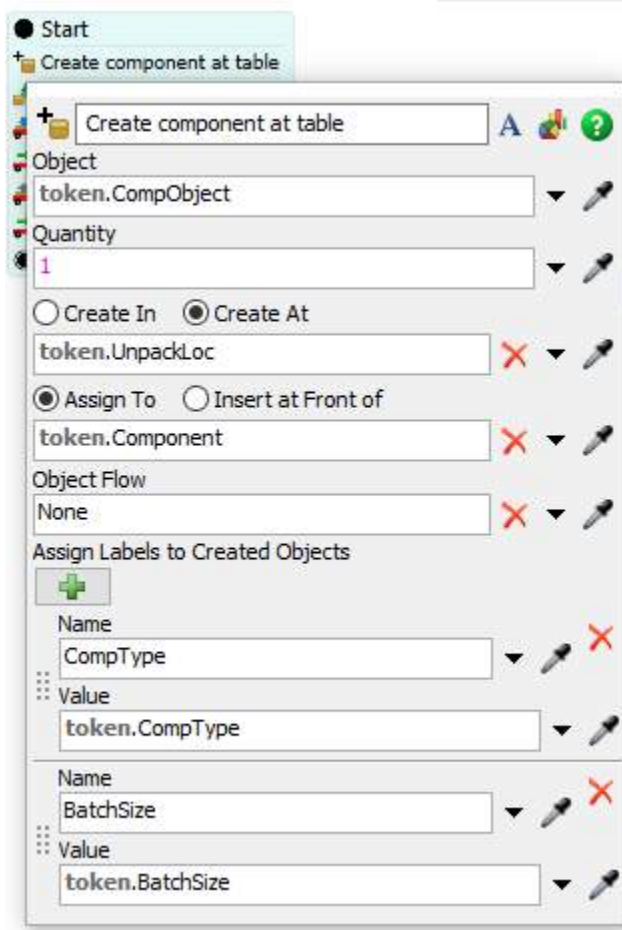 Start
Create component at table
Create component at table A ?
Object
token.CompObject
Quantity
1
Create In Create At
token.UnpackLoc
Assign To Insert at Front of
token.Component
Object Flow
None
Assign Labels to Created Objects
Name
CompType
Value
token.CompType
Name
BatchSize
Value
token.BatchSize